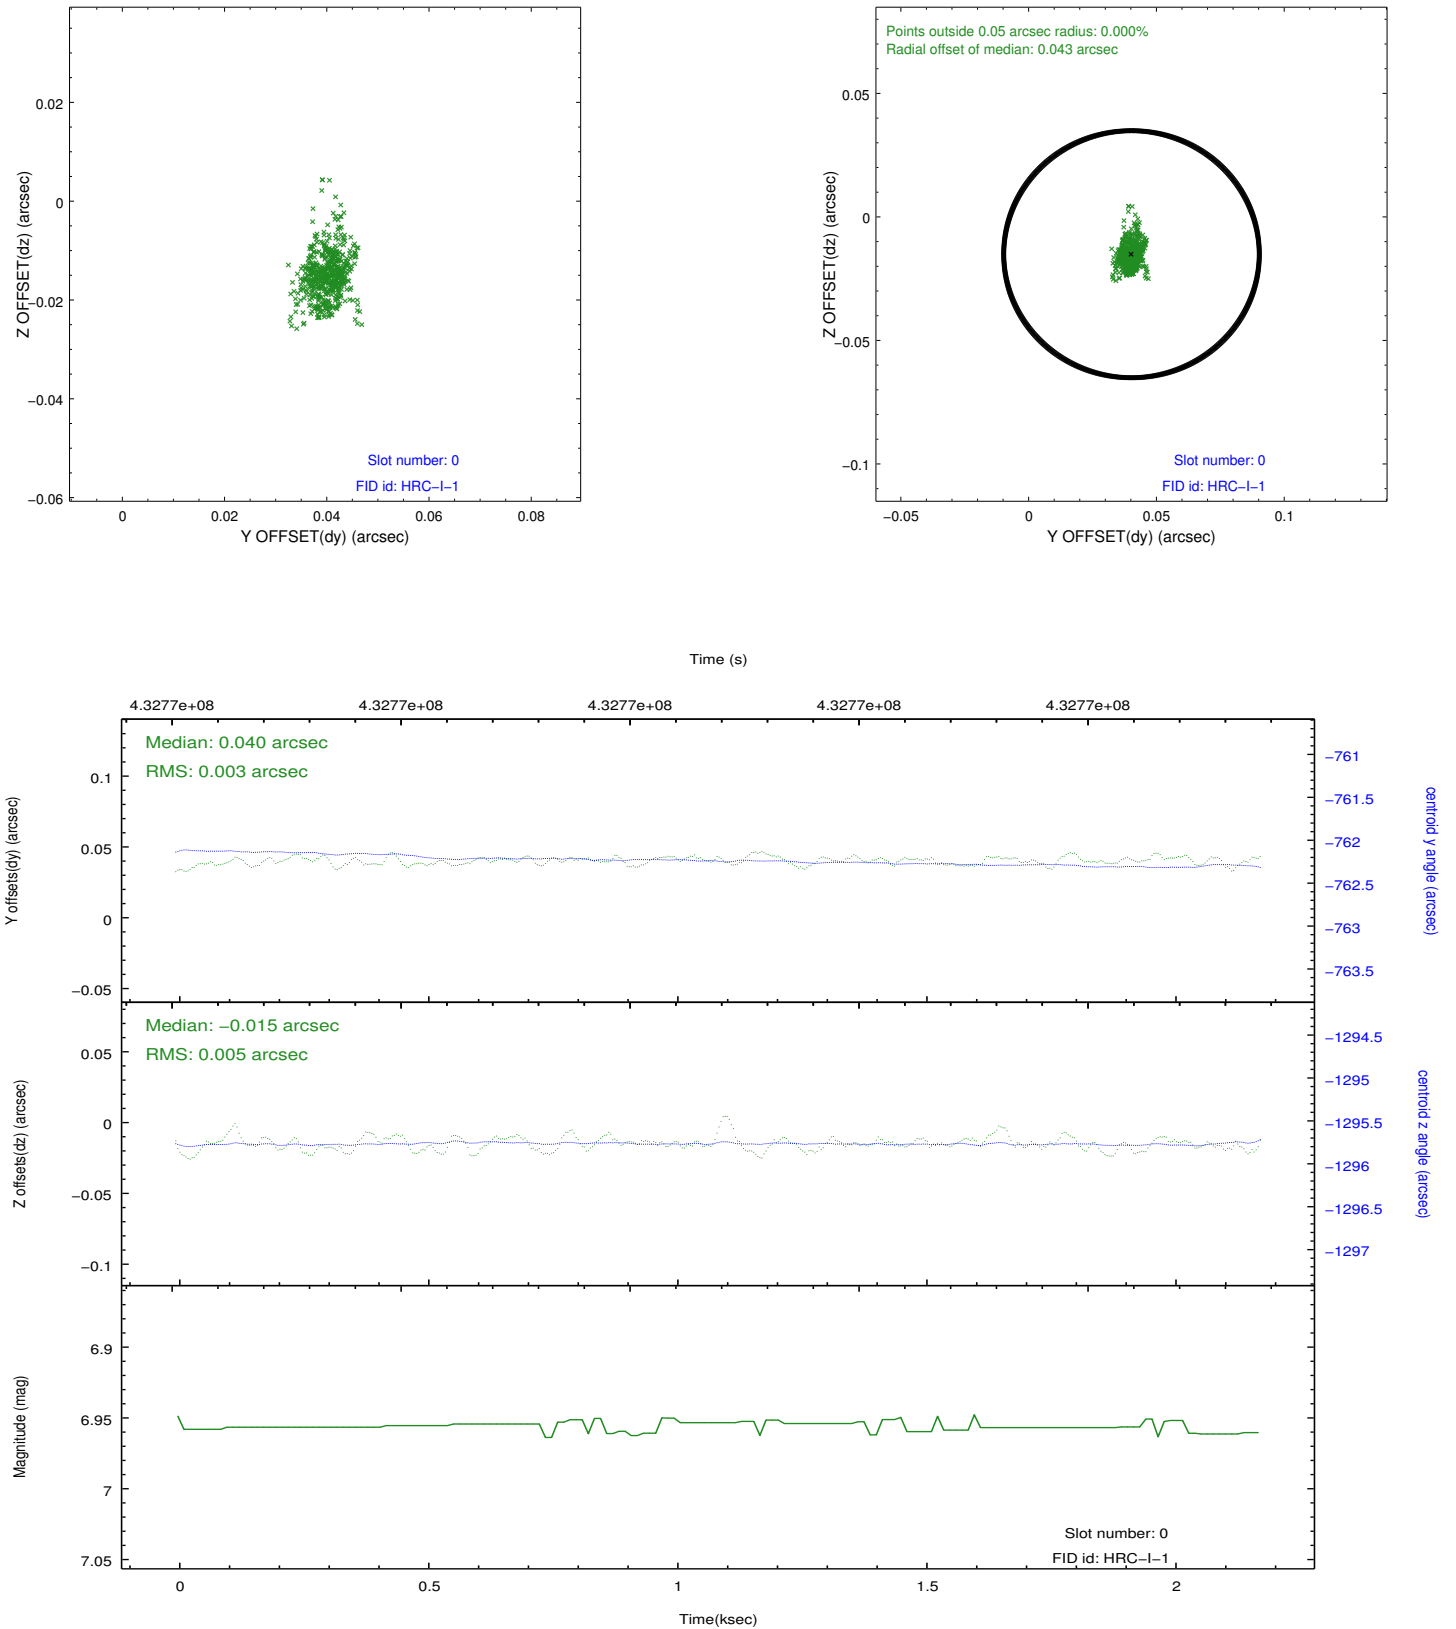 0.02
0
−0.02
−0.04
−0.06
Z OFFSET(dz) (arcsec)
Slot number: 0
FID id: HRC−I−1
0
0.02
0.04
0.06
0.08
Y OFFSET(dy) (arcsec)
Points outside 0.05 arcsec radius: 0.000%
Radial offset of median: 0.043 arcsec
0.05
0
−0.05
−0.1
Z OFFSET(dz) (arcsec)
Slot number: 0
FID id: HRC−I−1
−0.05
0
0.05
0.1
Y OFFSET(dy) (arcsec)
Time (s)
4.3277e+08
4.3277e+08
4.3277e+08
4.3277e+08
4.3277e+08
Median: 0.040 arcsec
RMS: 0.003 arcsec
0.1
0.05
0
−0.05
Y offsets(dy) (arcsec)
−761
−761.5
−762
−762.5
−763
−763.5
centroid y angle (arcsec)
Median: −0.015 arcsec
RMS: 0.005 arcsec
0.05
0
−0.05
−0.1
Z offsets(dz) (arcsec)
−1294.5
−1295
−1295.5
−1296
−1296.5
−1297
centroid z angle (arcsec)
6.9
6.95
7
7.05
Magnitude (mag)
Slot number: 0
FID id: HRC−I−1
0
0.5
1
1.5
2
Time(ksec)